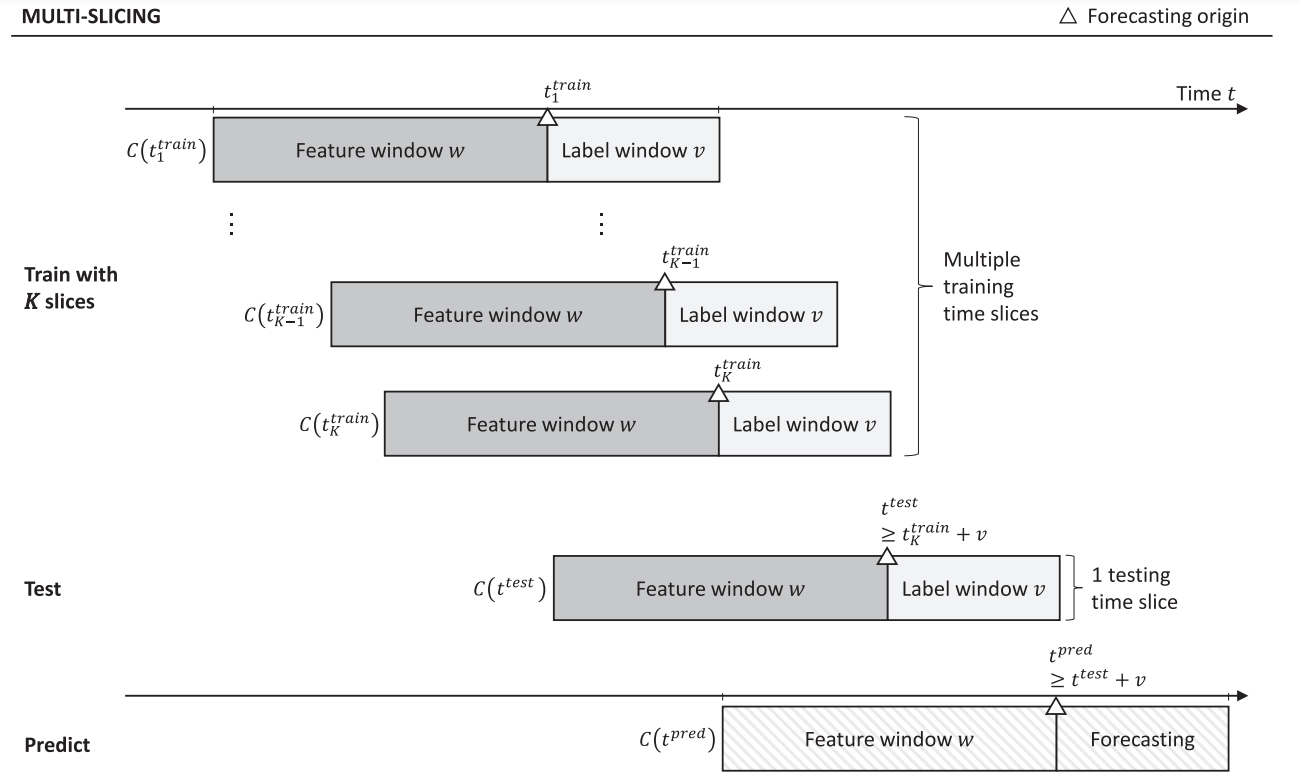 MULTI-SLICING
△ Forecasting origin
t_1^{train}
Time t
C(t_1^{train})
Feature window w
Label window v
⋮ ⋮
t_{K−1}^{train}
Train with
K slices
C(t_{K−1}^{train})
Feature window w
Label window v
Multiple
training
time slices
t_K^{train}
C(t_K^{train})
Feature window w
Label window v
t^{test}
≥ t_K^{train} + v
Test
C(t^{test})
Feature window w
Label window v
1 testing
time slice
t^{pred}
≥ t^{test} + v
Predict
C(t^{pred})
Feature window w
Forecasting